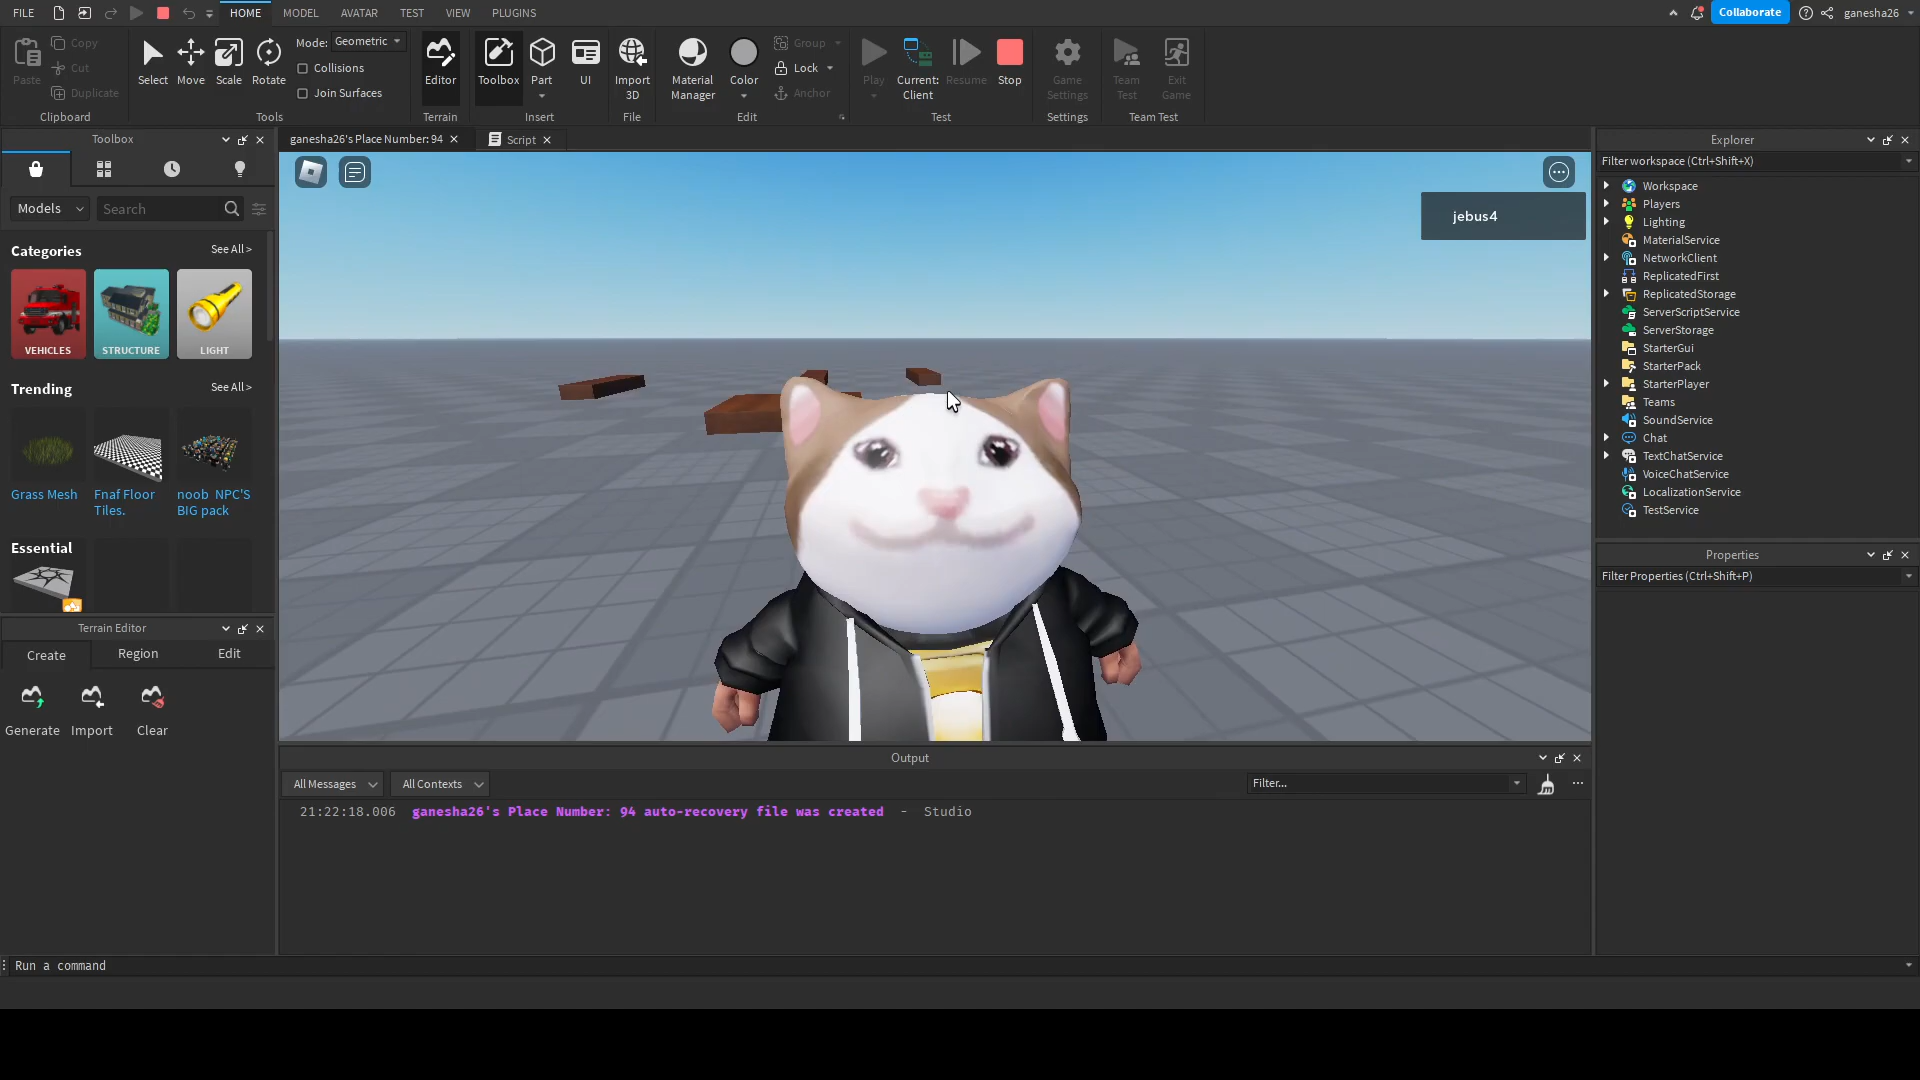 FILE HOME MODEL AVATAR TEST VIEW PLUGINS Collaborate ganesha26
Paste Copy Cut Duplicate Clipboard
Select Move Scale Rotate Mode: Geometric Collisions Join Surfaces Tools
Editor Terrain
Toolbox Part UI Insert
Import 3D File
Material Manager Color Group Lock Anchor Edit
Play Current: Client Resume Stop Test
Game Settings Settings
Team Test Exit Game Team Test
Toolbox
Models Search
Categories See All >
VEHICLES STRUCTURE LIGHT
Trending See All >
Grass Mesh Fnaf Floor Tiles. noob NPC'S BIG pack
Essential
Terrain Editor
Create Region Edit
Generate Import Clear
ganesha26's Place Number: 94 Script
jebus4
Output
All Messages All Contexts Filter...
21:22:18.006 ganesha26's Place Number: 94 auto-recovery file was created - Studio
Explorer
Filter workspace (Ctrl+Shift+X)
Workspace
Players
Lighting
MaterialService
NetworkClient
ReplicatedFirst
ReplicatedStorage
ServerScriptService
ServerStorage
StarterGui
StarterPack
StarterPlayer
Teams
SoundService
Chat
TextChatService
VoiceChatService
LocalizationService
TestService
Properties
Filter Properties (Ctrl+Shift+P)
Run a command